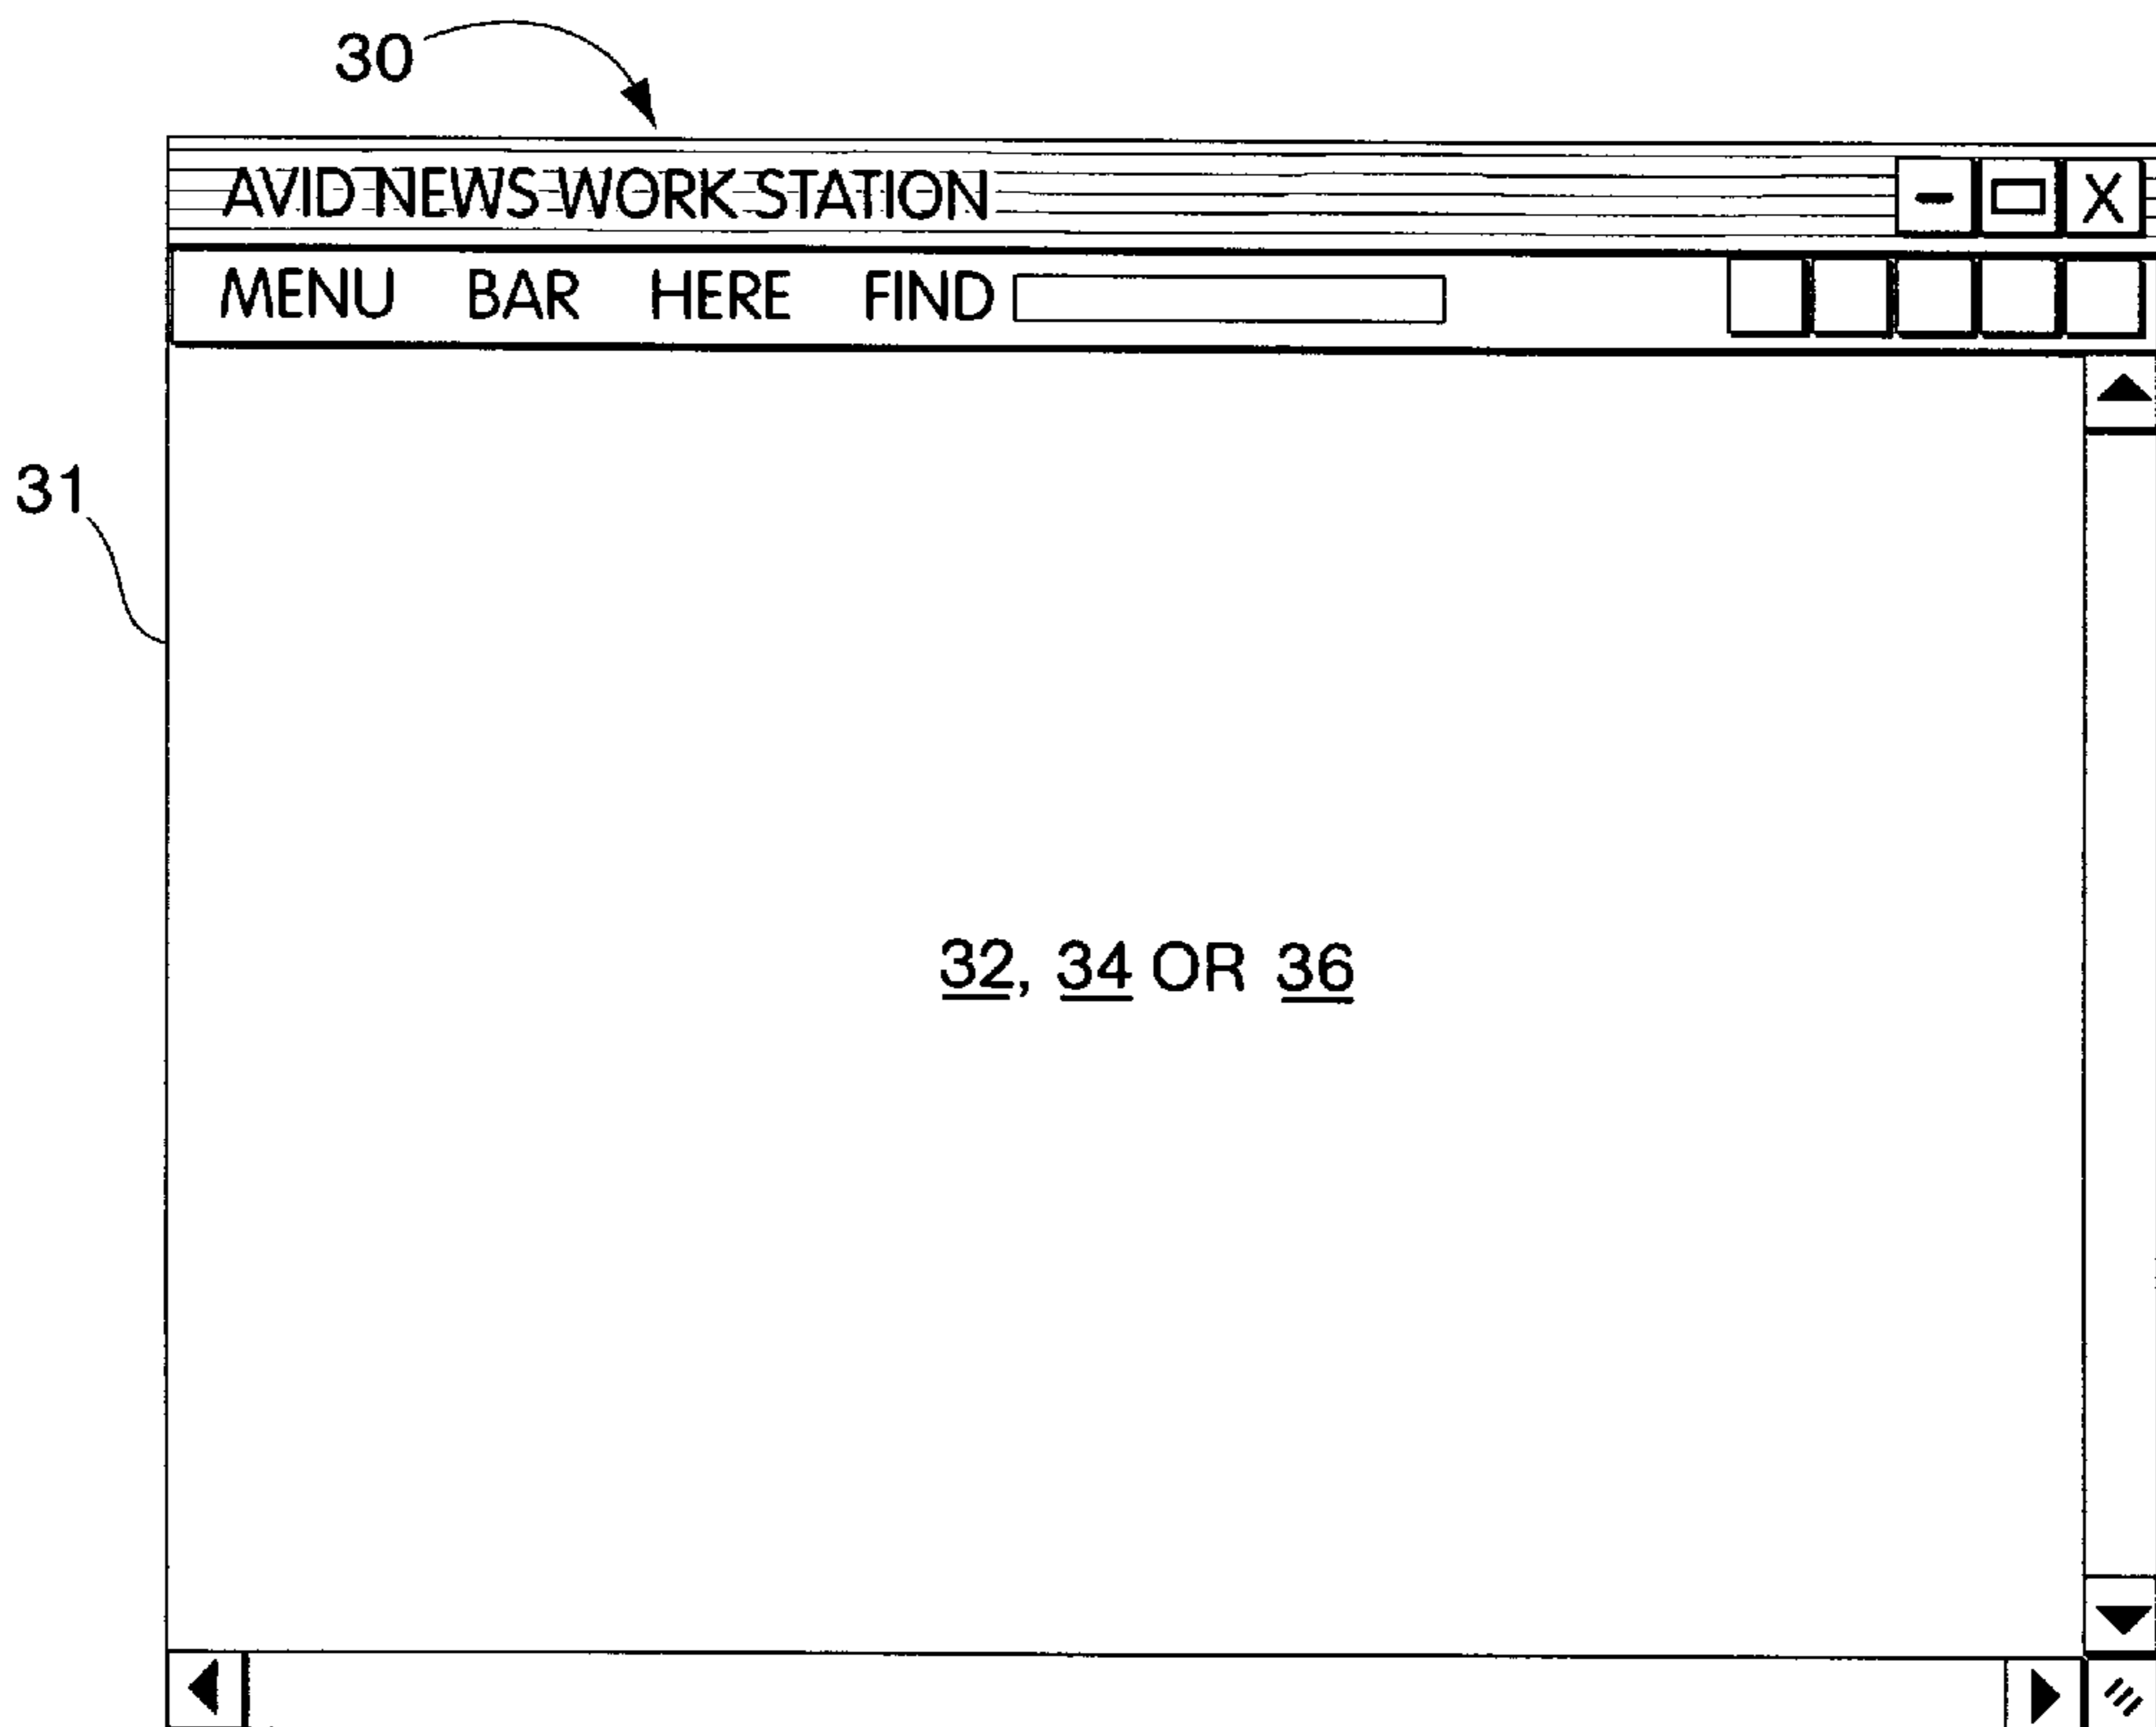 30
AVID NEWS WORK STATION X
MENU BAR HERE FIND
31
32, 34 OR 36